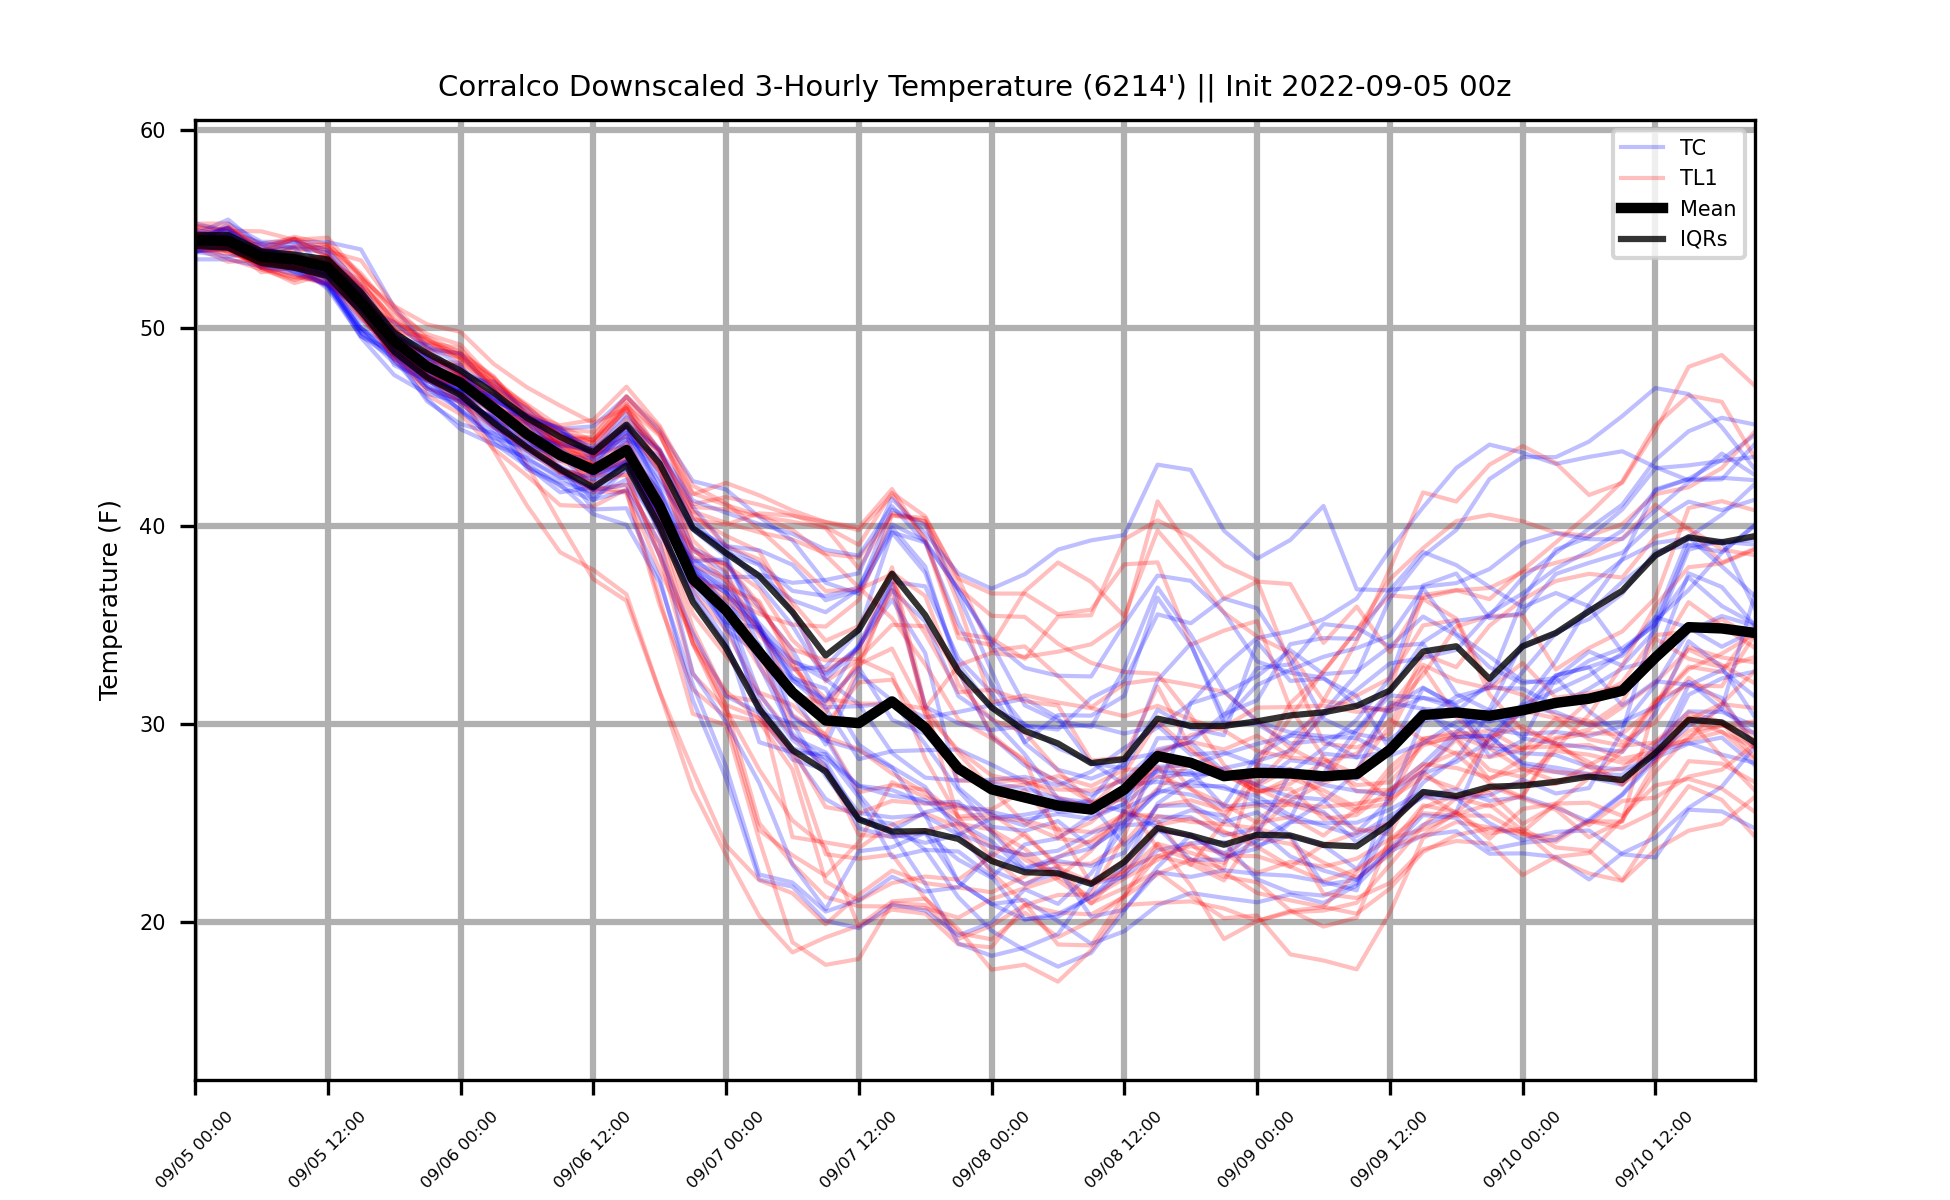 Corralco Downscaled 3-Hourly Temperature (6214') || Init 2022-09-05 00z
TC
TL1
Mean
IQRs
Temperature (F)
60
50
40
30
20
09/05 00:00
09/05 12:00
09/06 00:00
09/06 12:00
09/07 00:00
09/07 12:00
09/08 00:00
09/08 12:00
09/09 00:00
09/09 12:00
09/10 00:00
09/10 12:00